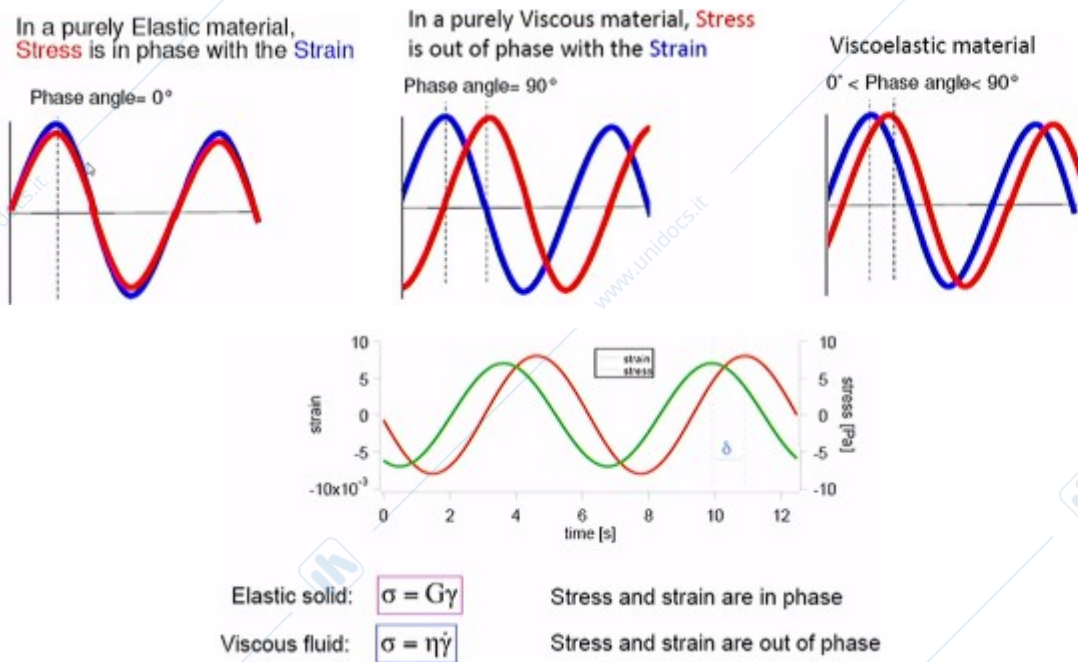 In a purely Elastic material,
Stress is in phase with the Strain
Phase angle= 0°
In a purely Viscous material, Stress
is out of phase with the Strain
Phase angle= 90°
Viscoelastic material
0° < Phase angle< 90°
www.unidocs.it
10
5
0
-5
-10x10⁻³
strain
strain
stress
δ
10
5
0
-5
-10
stress [Pa]
0 2 4 6 8 10 12
time [s]
Elastic solid: σ = Gγ Stress and strain are in phase
Viscous fluid: σ = ηγ̇ Stress and strain are out of phase